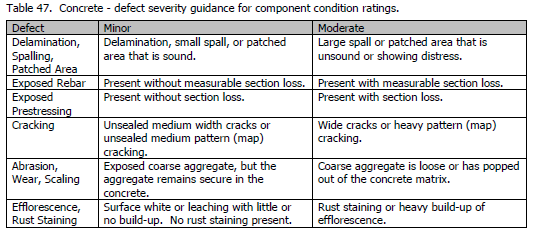 Table 47.  Concrete - defect severity guidance for component condition ratings.
Defect Minor Moderate
Delamination, Spalling, Patched Area Delamination, small spall, or patched area that is sound. Large spall or patched area that is unsound or showing distress.
Exposed Rebar Present without measurable section loss. Present with measurable section loss.
Exposed Prestressing Present without section loss. Present with section loss.
Cracking Unsealed medium width cracks or unsealed medium pattern (map) cracking. Wide cracks or heavy pattern (map) cracking.
Abrasion, Wear, Scaling Exposed coarse aggregate, but the aggregate remains secure in the concrete. Coarse aggregate is loose or has popped out of the concrete matrix.
Efflorescence, Rust Staining Surface white or leaching with little or no build-up.  No rust staining present. Rust staining or heavy build-up of efflorescence.